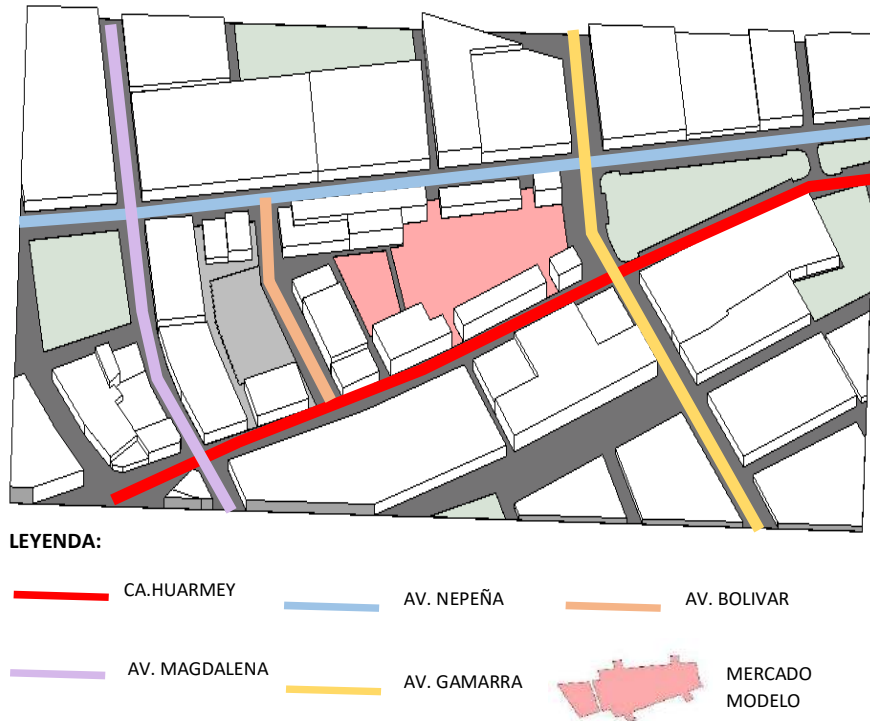 LEYENDA:
CA.HUARMEY
AV. NEPEÑA
AV. BOLIVAR
AV. MAGDALENA
AV. GAMARRA
MERCADO
MODELO